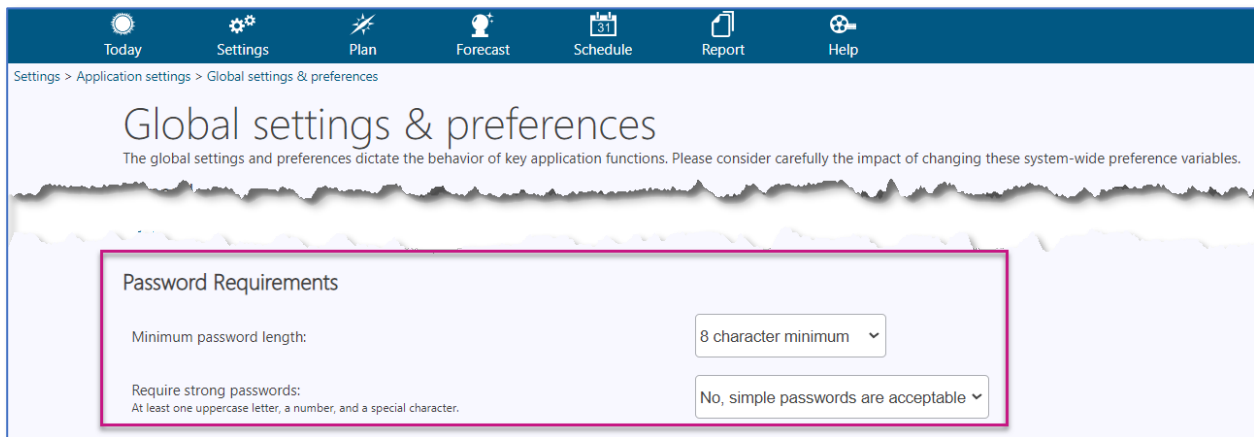 Today Settings Plan Forecast 31 Schedule Report Help
Settings > Application settings > Global settings & preferences
Global settings & preferences
The global settings and preferences dictate the behavior of key application functions. Please consider carefully the impact of changing these system-wide preference variables.
Password Requirements
Minimum password length: 8 character minimum
Require strong passwords: No, simple passwords are acceptable
At least one uppercase letter, a number, and a special character.